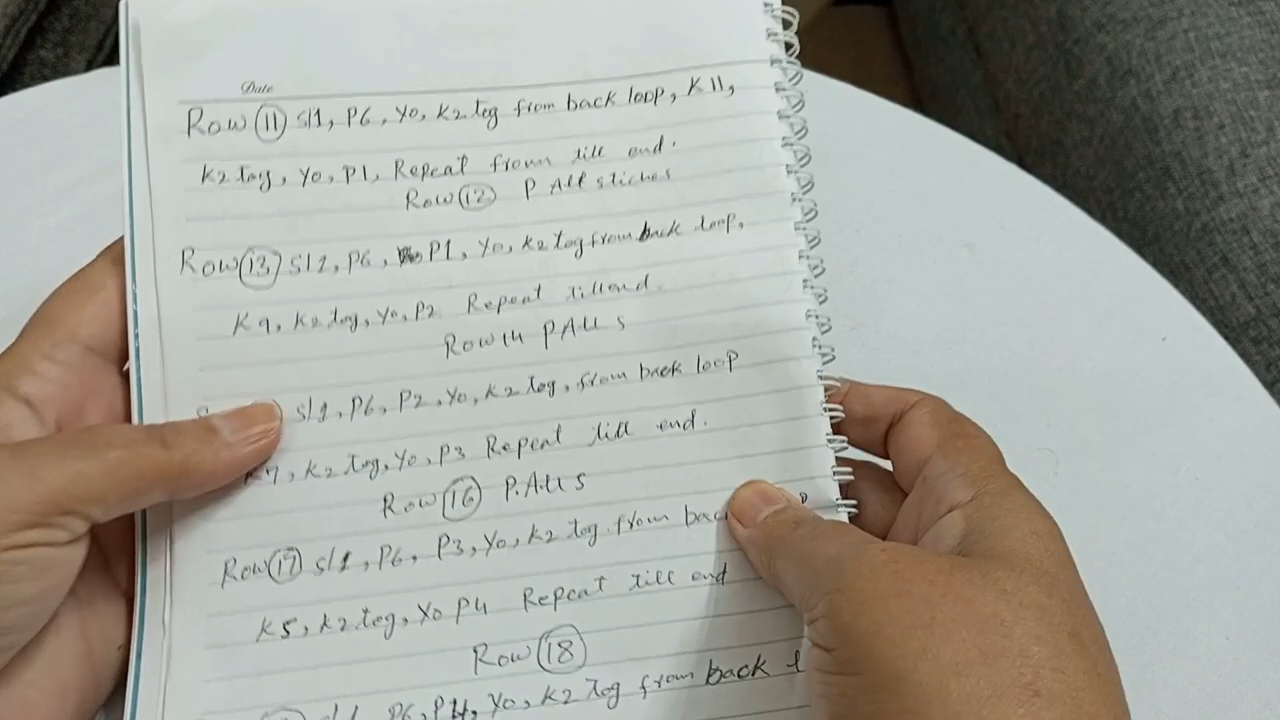 Date
Row (11) Sl1, P6, Yo, K2 tog from back loop, K11,
K2 tog, Yo, P1, Repeat from till end.
Row (12) P All stiches
Row (13) Sl1, P6, P1, Yo, K2 tog from back loop,
K9, K2 tog, Yo, P2 Repeat till end.
Row 14 P All s
Sl1, P6, P2, Yo, K2 tog, from back loop
K7, K2 tog, Yo, P3 Repeat till end.
Row (16) P. All s
Row (17) Sl1, P6, P3, Yo, K2 tog from
K5, K2 tog, Yo P4 Repeat till end
Row (18)
P6, P4, Yo, K2 tog from back